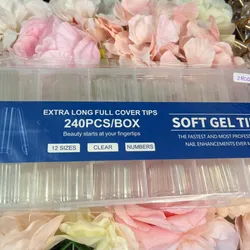 EXTRA LONG FULL COVER TIPS
240PCS/BOX
Beauty starts at your fingertips
12 SIZES
CLEAR
NUMBERS
SOFT GEL TI
THE FASTEST AND MOST PROFES
NAIL ENHANCEMENTS EVER